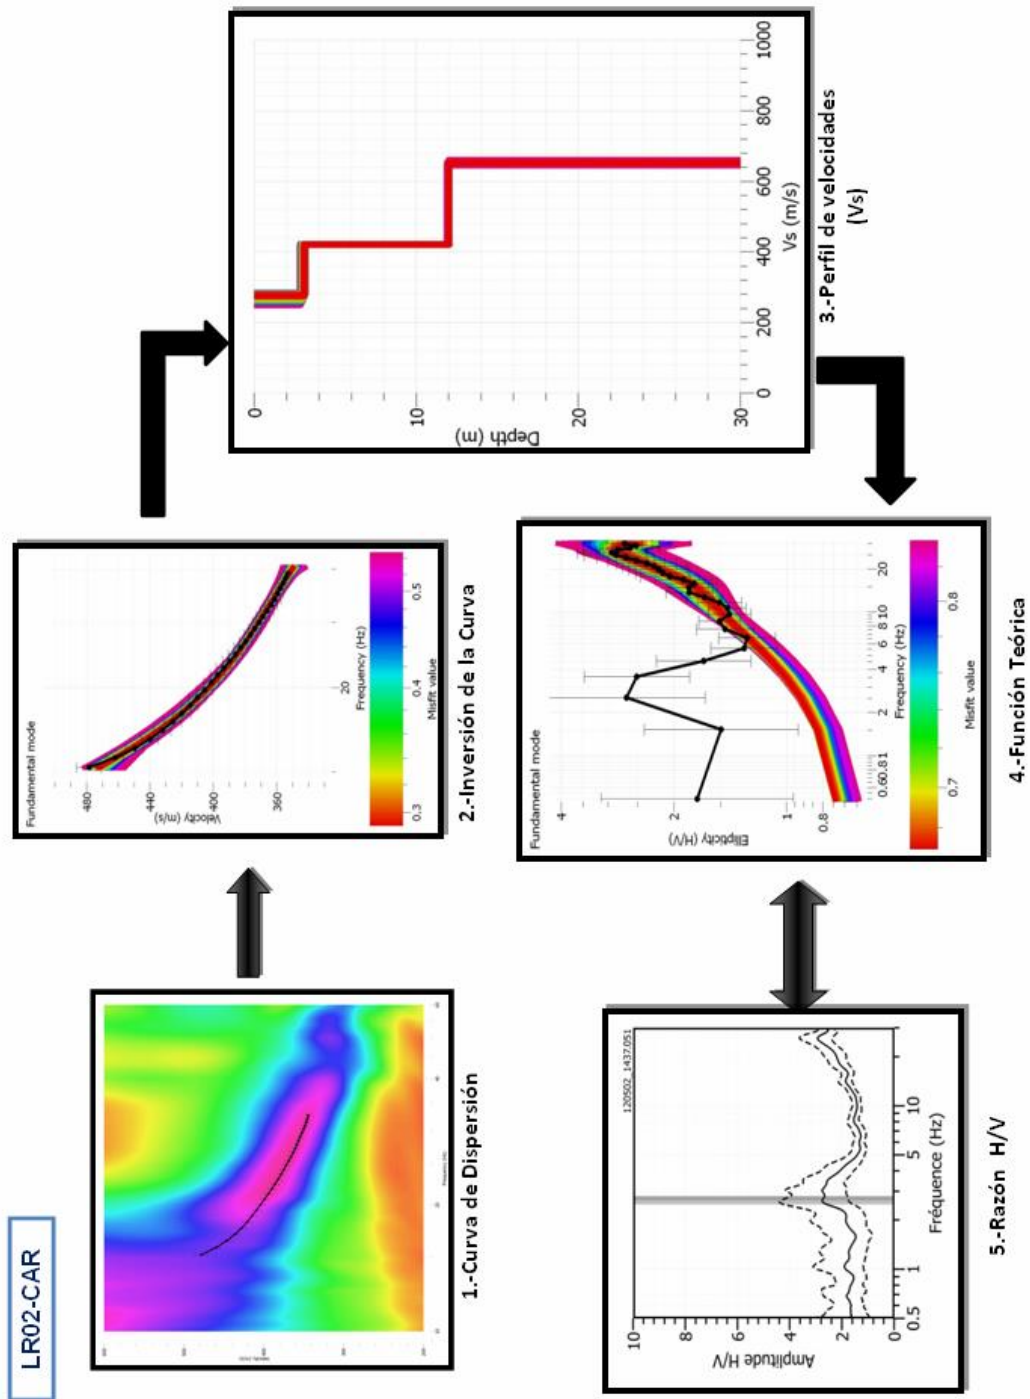 LR02-CAR
1.-Curva de Dispersión
Fundamental mode
Velocity (m/s)
480
440
400
360
20
Frequency (Hz)
0.3
0.4
0.5
Misfit value
2.-Inversión de la Curva
Depth (m)
0
10
20
30
0
200
400
600
800
1000
Vs (m/s)
3.-Perfil de velocidades
(Vs)
Fundamental mode
Ellipticity (H/V)
4
2
1
0.8
0.60.81
2
4
6
8
10
20
Frequency (Hz)
0.7
0.8
Misfit value
4.-Función Teórica
120502_1437.051
Amplitude H/V
10
8
6
4
2
0
0.5
1
5
10
Fréquence (Hz)
5.-Razón H/V